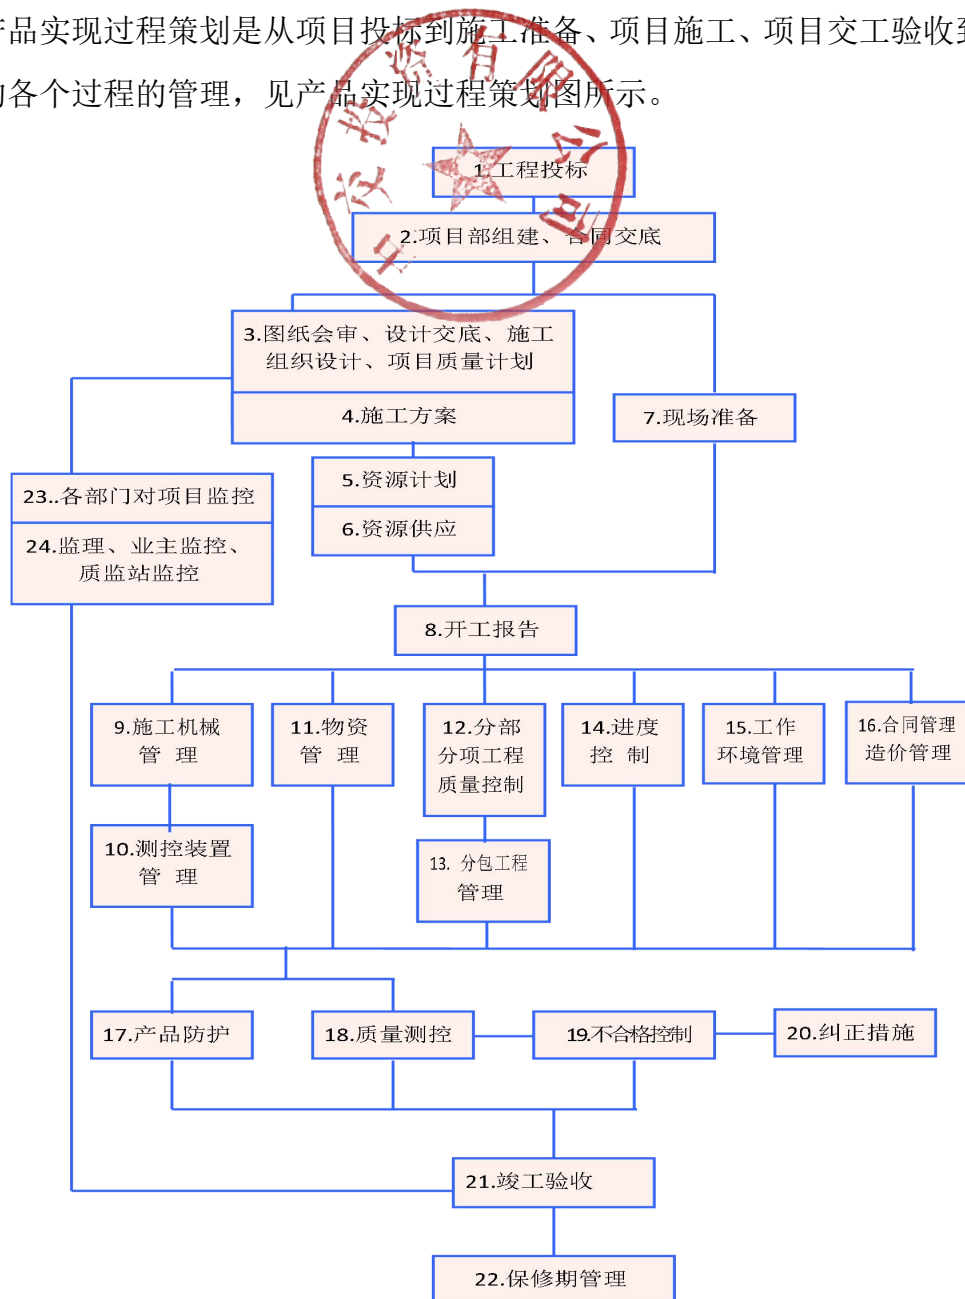 产品实现过程策划是从项目投标到施工准备、项目施工、项目交工验收到
的各个过程的管理，见产品实现过程策划图所示。
1.工程投标
2.项目部组建、合同交底
3.图纸会审、设计交底、施工
组织设计、项目质量计划
4.施工方案
7.现场准备
5.资源计划
6.资源供应
23..各部门对项目监控
24.监理、业主监控、
质监站监控
8.开工报告
9.施工机械
管 理
11.物资
管 理
12.分部
分项工程
质量控制
14.进度
控 制
15.工作
环境管理
16.合同管理
造价管理
10.测控装置
管 理
13. 分包工程
管理
17.产品防护
18.质量测控
19.不合格控制
20.纠正措施
21.竣工验收
22.保修期管理
投资有限公司